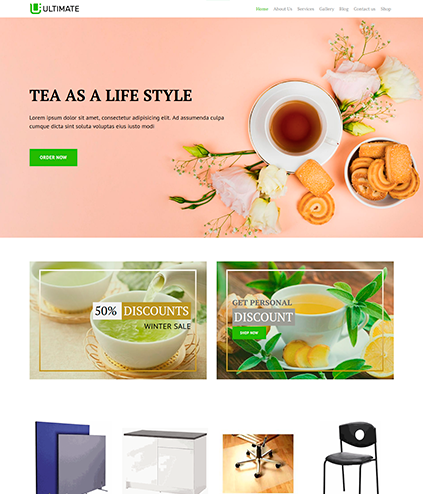 ULTIMATE
Home About Us Services Gallery Blog Contact us Shop
TEA AS A LIFE STYLE
Lorem ipsum dolor sit amet, consectetur adipisicing elit. Ad assumenda culpa
cumque dicta sint soluta voluptas eius iusto modi
ORDER NOW
50% DISCOUNTS
WINTER SALE
GET PERSONAL
DISCOUNT
SHOP NOW